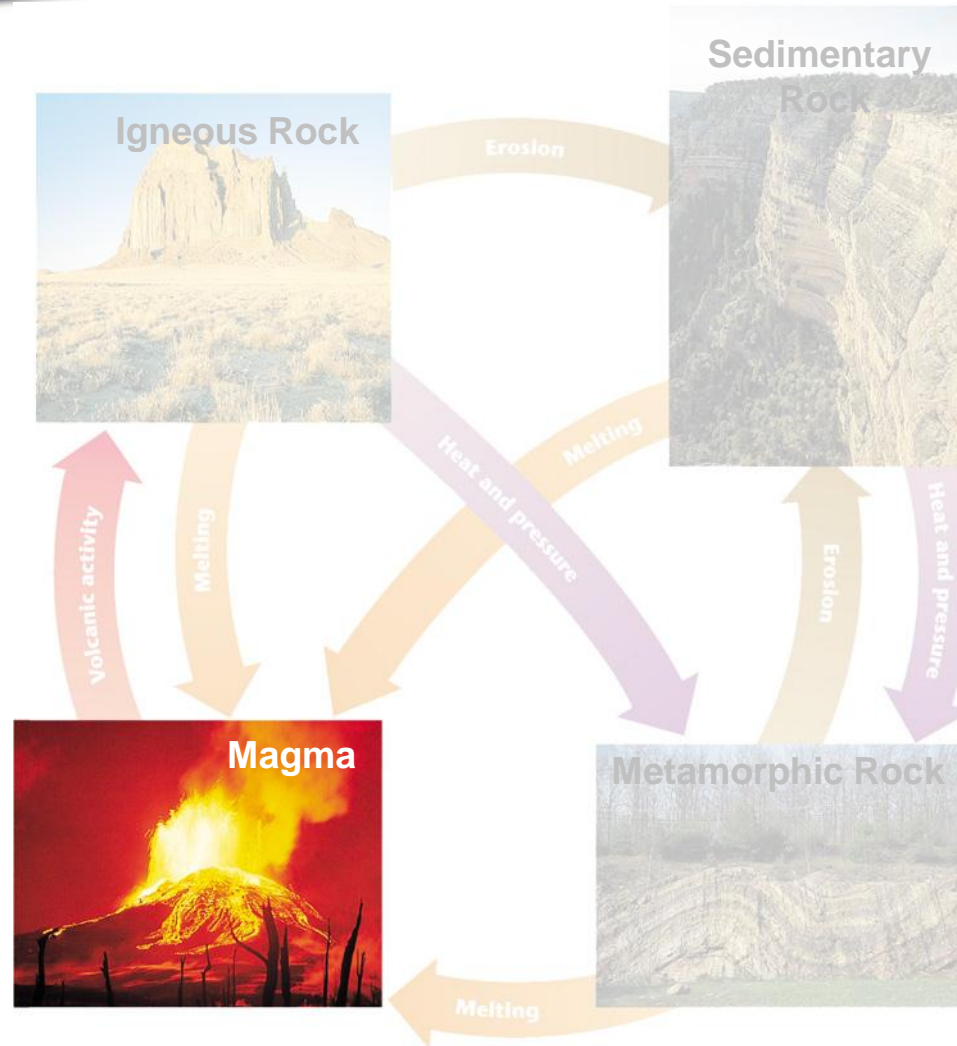 Sedimentary
Rock
Igneous Rock
Erosion
Melting
Heat and pressure
Volcanic activity
Melting
Erosion
Heat and pressure
Magma
Metamorphic Rock
Melting